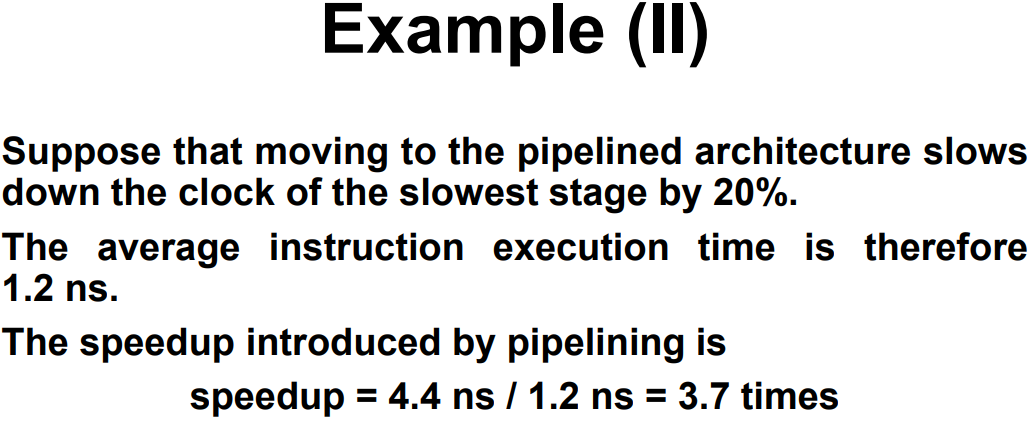 Example (II)
Suppose that moving to the pipelined architecture slows
down the clock of the slowest stage by 20%.
The average instruction execution time is therefore
1.2 ns.
The speedup introduced by pipelining is
speedup = 4.4 ns / 1.2 ns = 3.7 times